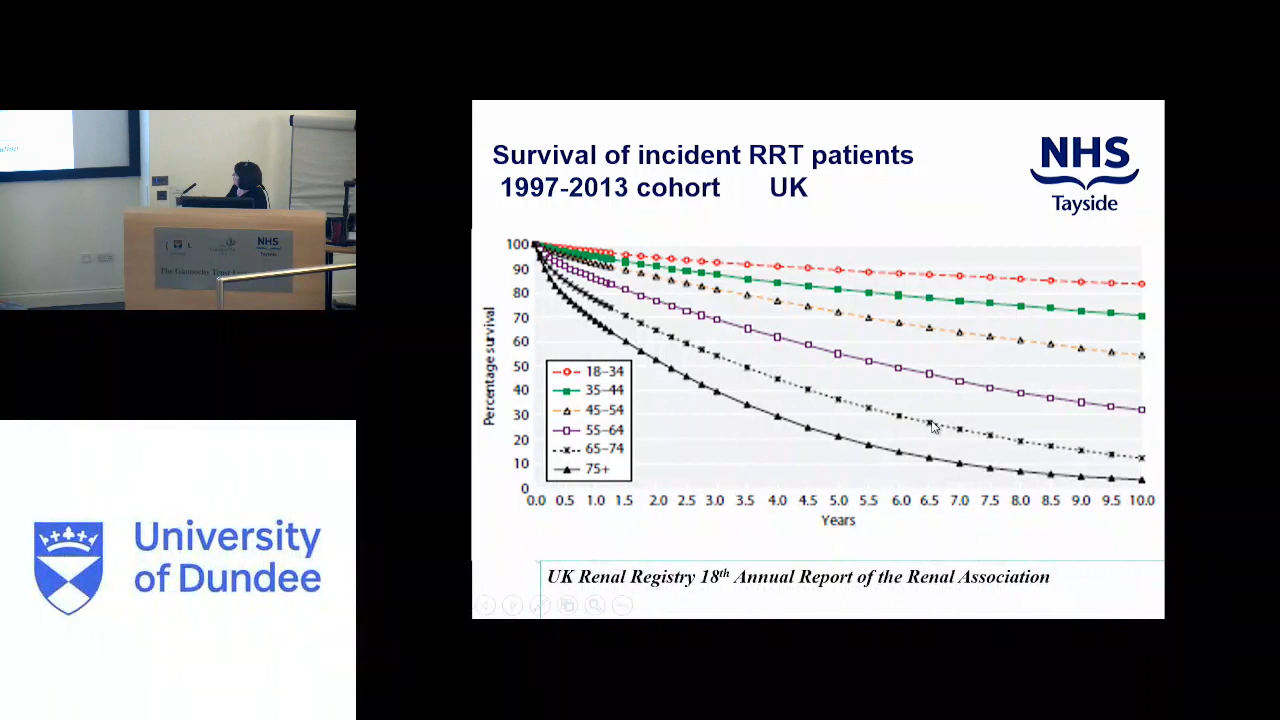 Survival of incident RRT patients
1997-2013 cohort UK
NHS
Tayside
Percentage survival
100
90
80
70
60
50
40
30
20
10
0
18–34
35–44
45–54
55–64
65–74
75+
0.0 0.5 1.0 1.5 2.0 2.5 3.0 3.5 4.0 4.5 5.0 5.5 6.0 6.5 7.0 7.5 8.0 8.5 9.0 9.5 10.0
Years
UK Renal Registry 18th Annual Report of the Renal Association
NHS
Tayside
University
of Dundee